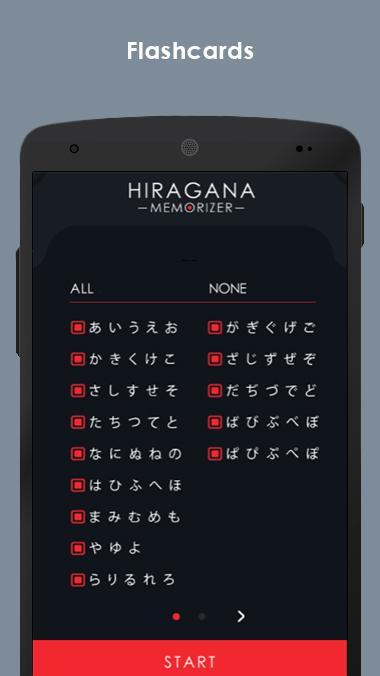 Flashcards
HIRAGANA
MEMORIZER
ALL NONE
あ い う え お が ぎ ぐ げ ご
か き く け こ ざ じ ず ぜ ぞ
さ し す せ そ だ ぢ づ で ど
た ち つ て と ば び ぶ べ ぼ
な に ぬ ね の ぱ ぴ ぷ ぺ ぽ
は ひ ふ へ ほ
ま み む め も
や ゆ よ
ら り る れ ろ
START